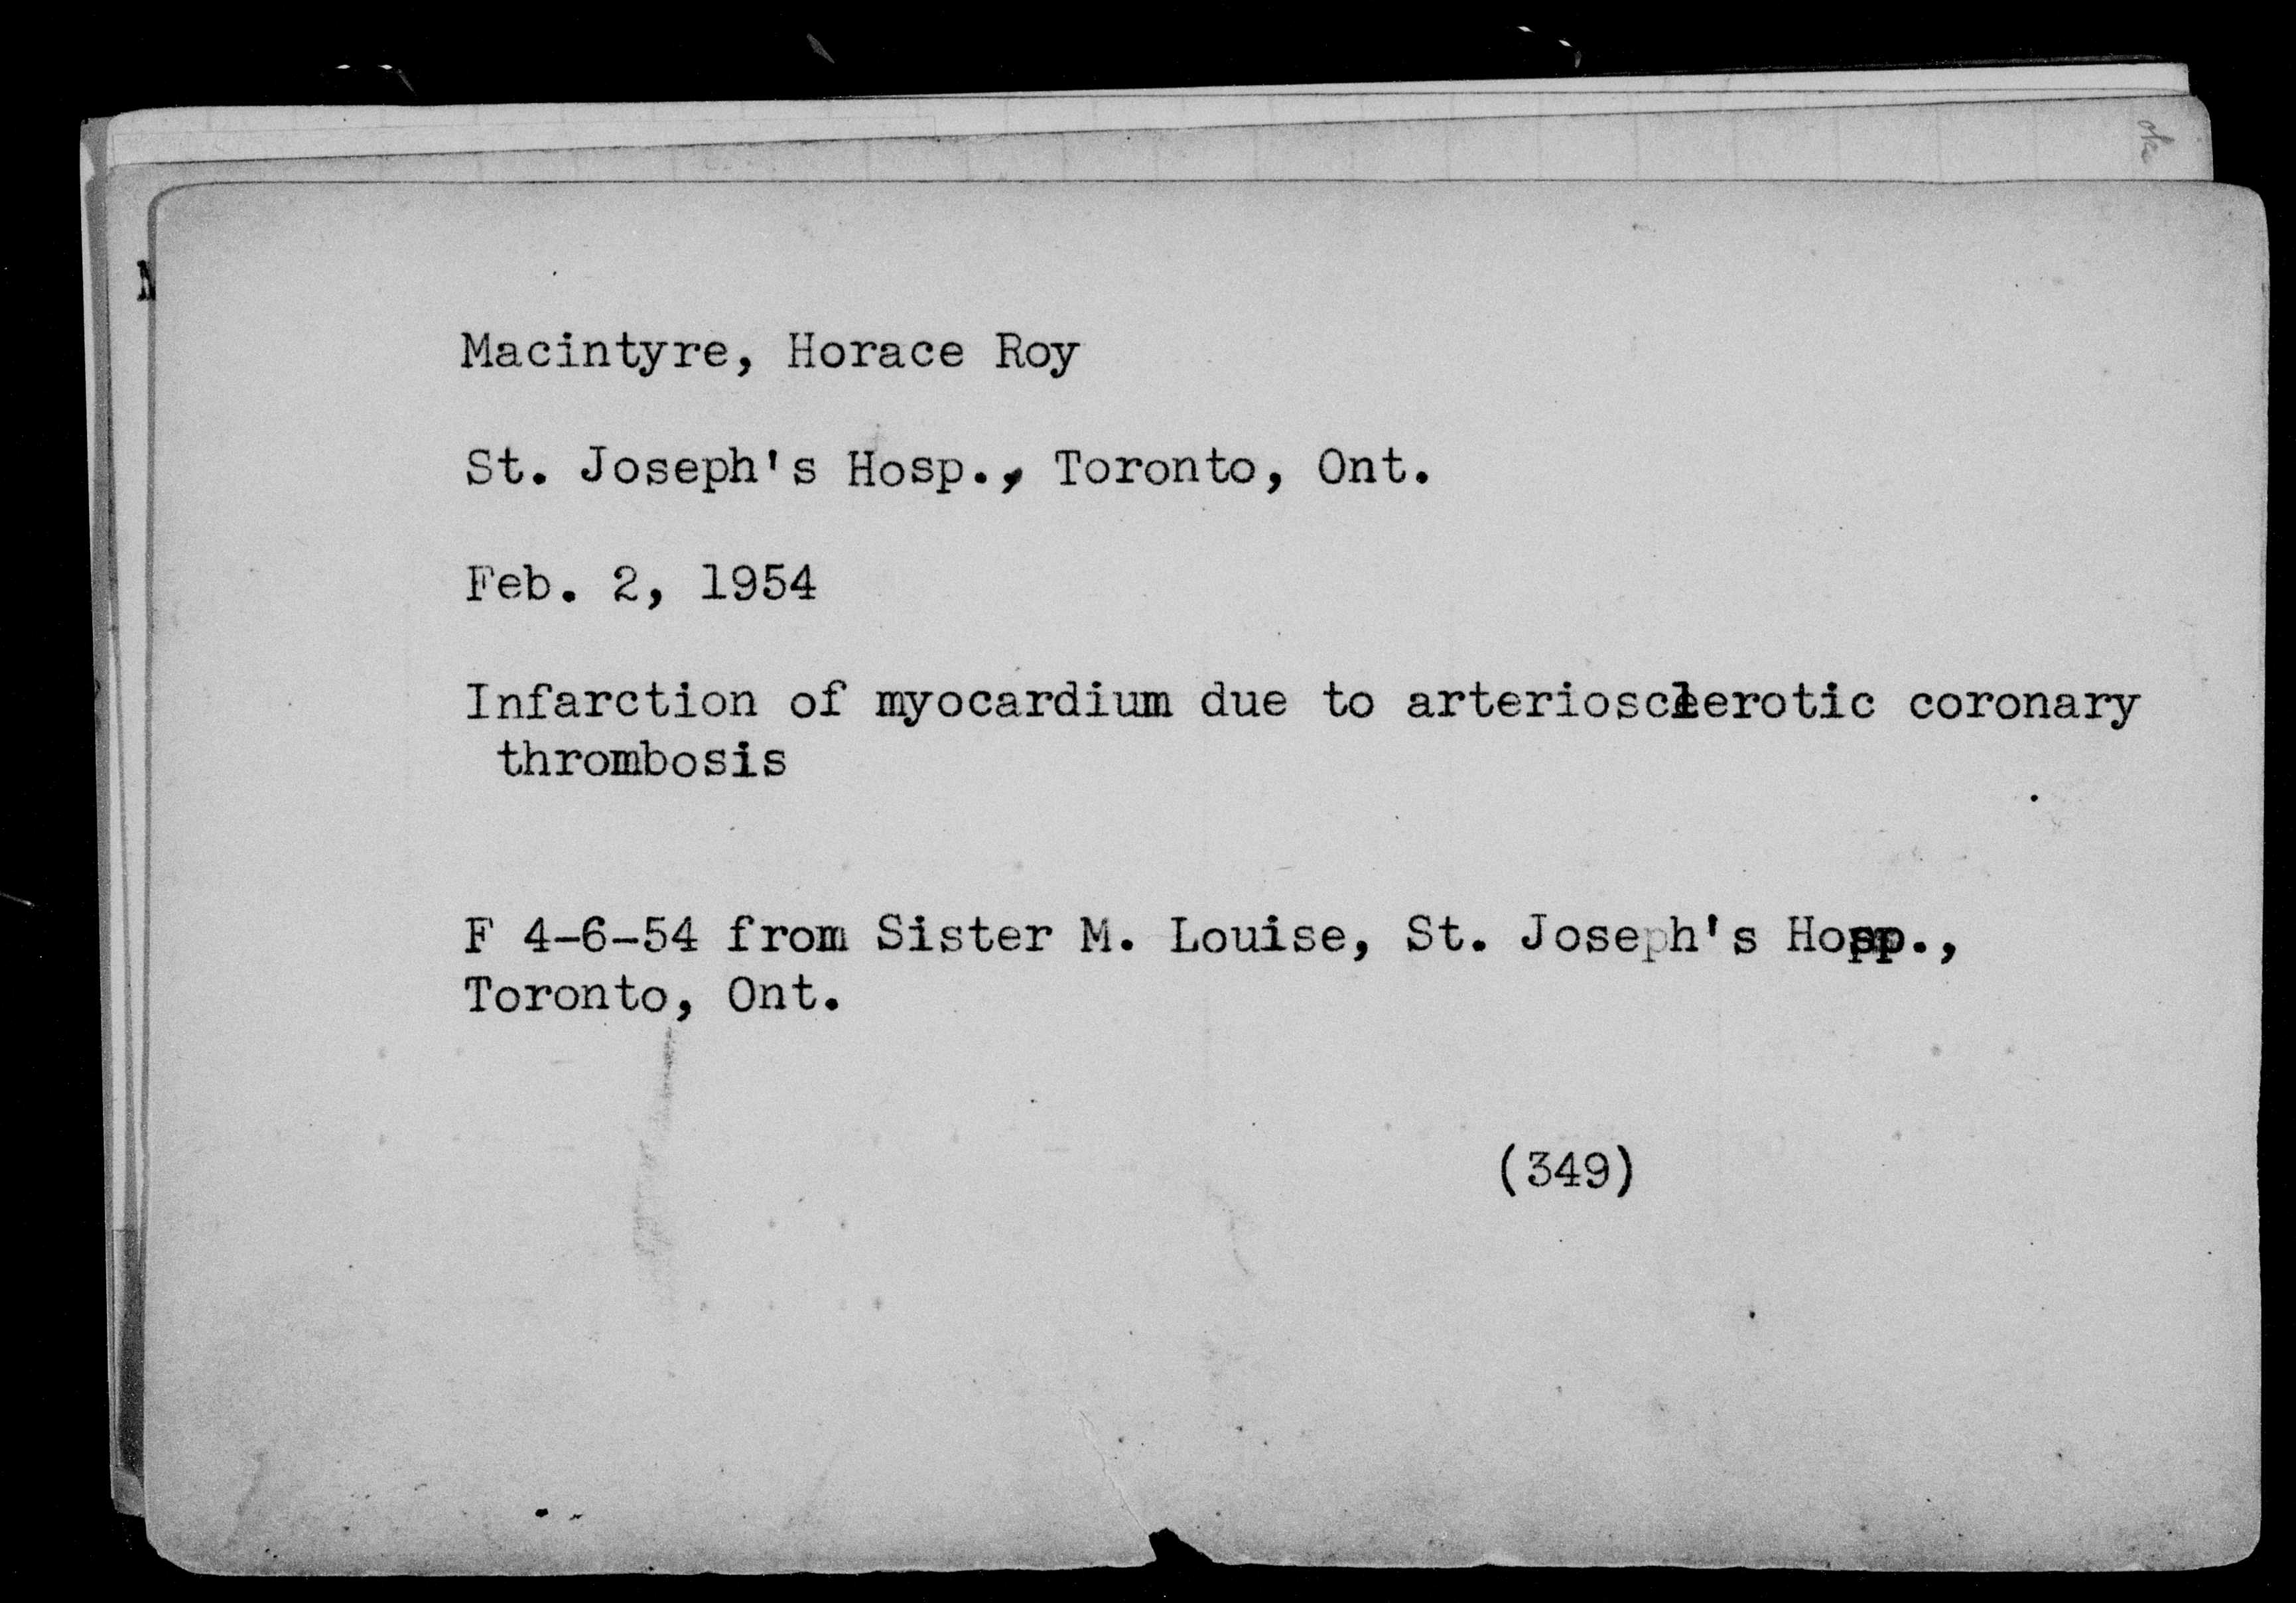 Macintyre, Horace Roy
St. Joseph's Hosp., Toronto, Ont.
Feb. 2, 1954
Infarction of myocardium due to arteriosclerotic coronary
thrombosis
F 4-6-54 from Sister M. Louise, St. Joseph's Hosp.,
Toronto, Ont.
(349)